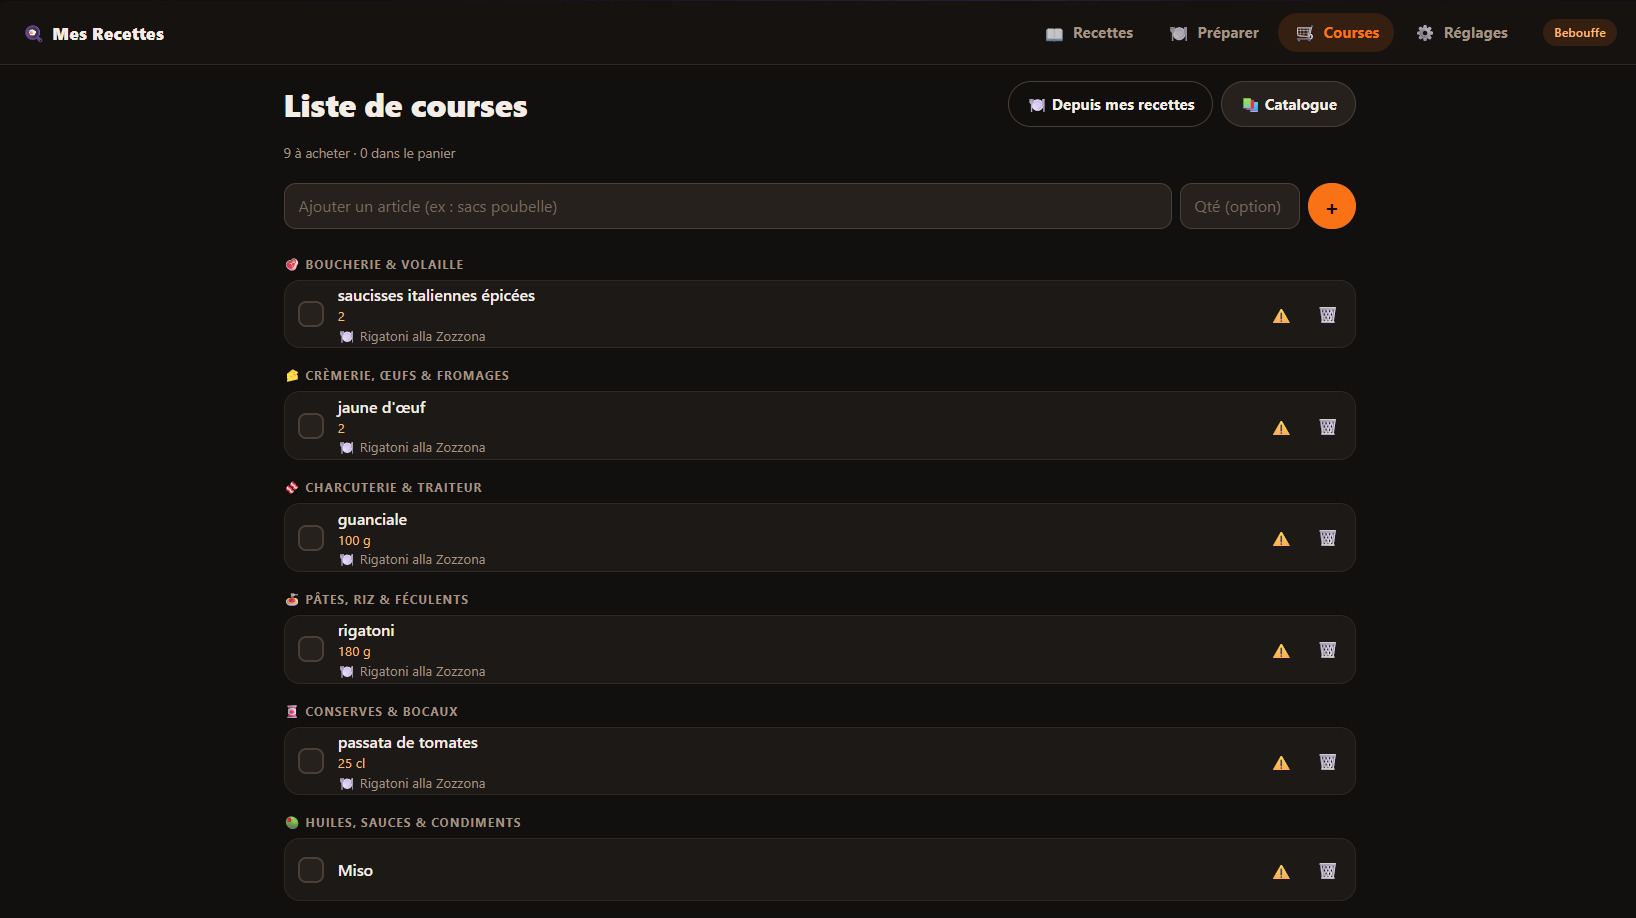 Mes Recettes
Recettes
Préparer
Courses
Réglages
Bebouffe
Liste de courses
Depuis mes recettes
Catalogue
9 à acheter · 0 dans le panier
Ajouter un article (ex : sacs poubelle)
Qté (option)
+
BOUCHERIE & VOLAILLE
saucisses italiennes épicées
2
Rigatoni alla Zozzona
CRÈMERIE, ŒUFS & FROMAGES
jaune d'œuf
2
Rigatoni alla Zozzona
CHARCUTERIE & TRAITEUR
guanciale
100 g
Rigatoni alla Zozzona
PÂTES, RIZ & FÉCULENTS
rigatoni
180 g
Rigatoni alla Zozzona
CONSERVES & BOCAUX
passata de tomates
25 cl
Rigatoni alla Zozzona
HUILES, SAUCES & CONDIMENTS
Miso